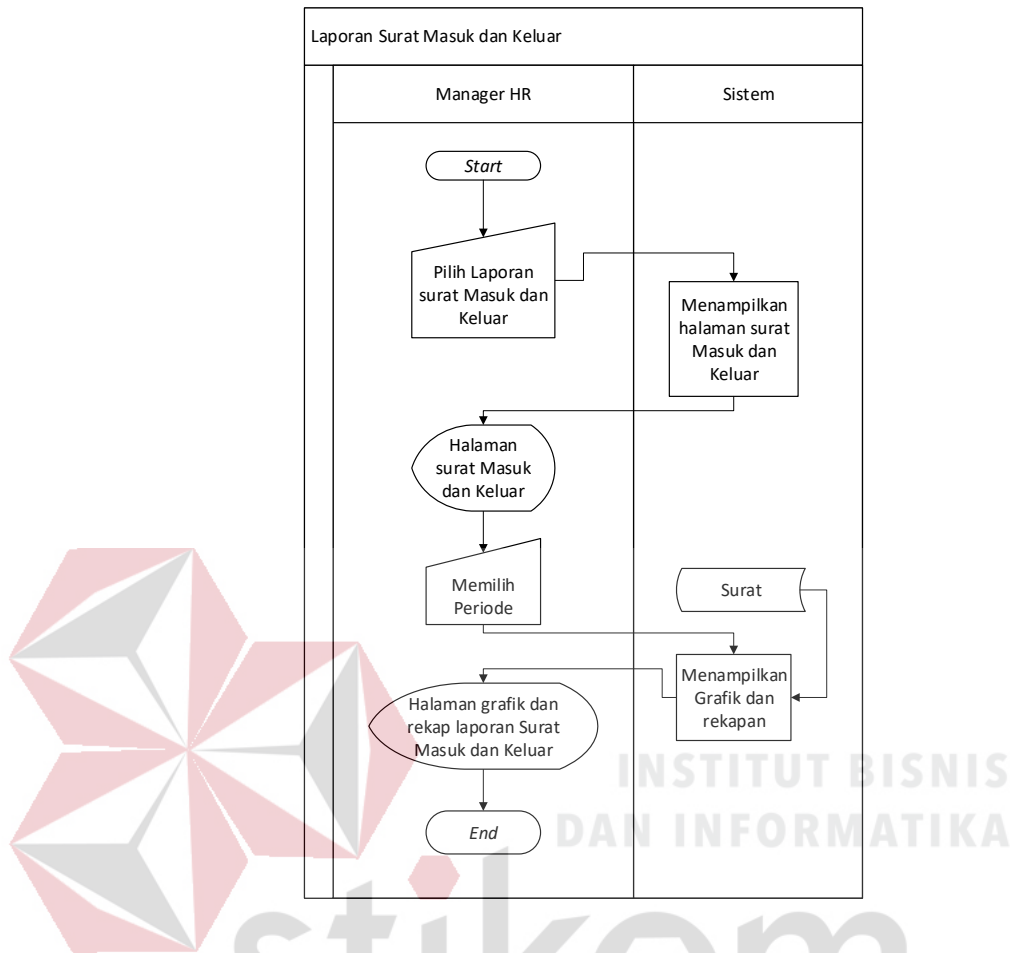 Laporan Surat Masuk dan Keluar
Manager HR
Sistem
Start
Pilih Laporan
surat Masuk dan
Keluar
Menampilkan
halaman surat
Masuk dan
Keluar
Halaman
surat Masuk
dan Keluar
Memilih
Periode
Surat
Menampilkan
Grafik dan
rekapan
Halaman grafik dan
rekap laporan Surat
Masuk dan Keluar
End
INSTITUT BISNIS
DAN INFORMATIKA
stikom